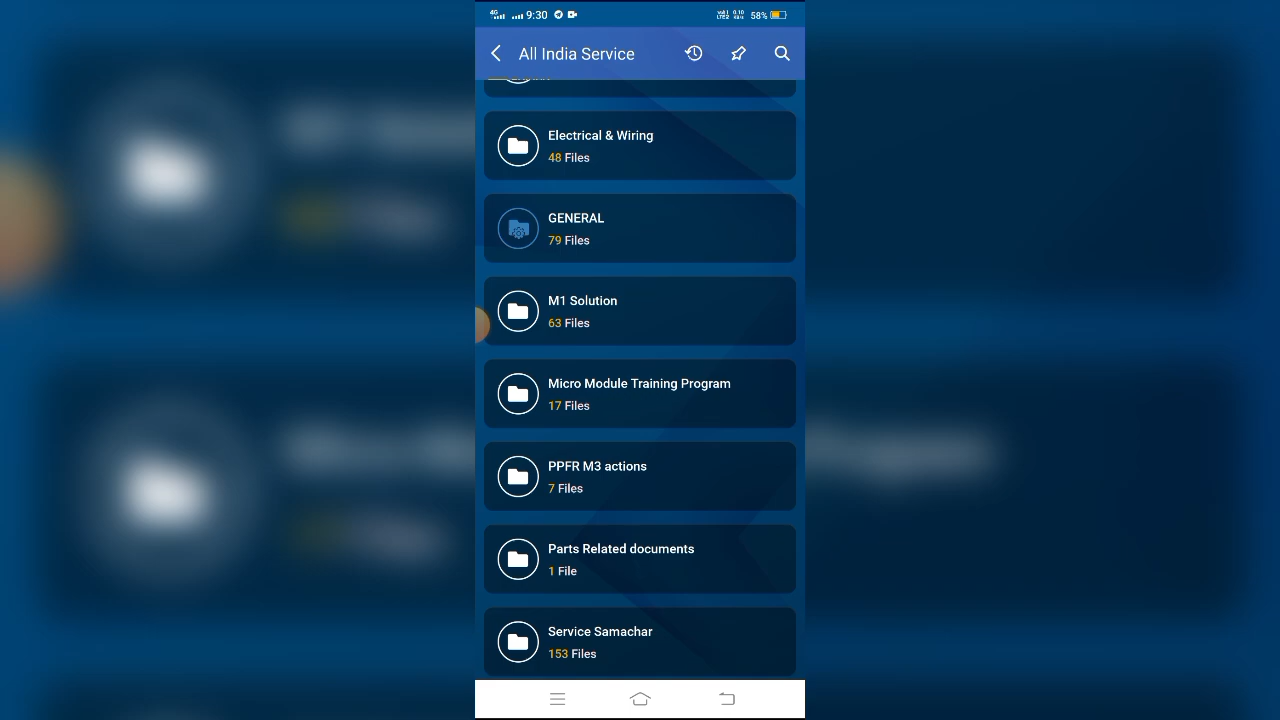 4G 9:30 58%
All India Service
Electrical & Wiring
48 Files
GENERAL
79 Files
M1 Solution
63 Files
Micro Module Training Program
17 Files
PPFR M3 actions
7 Files
Parts Related documents
1 File
Service Samachar
153 Files